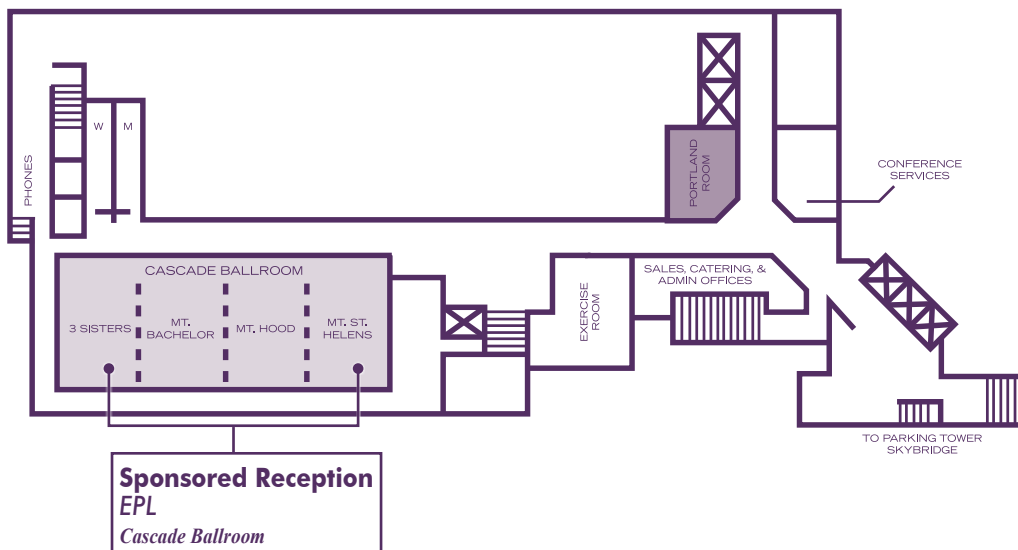 W
M
PHONES
PORTLAND
ROOM
CONFERENCE
SERVICES
CASCADE BALLROOM
3 SISTERS
MT.
BACHELOR
MT. HOOD
MT. ST.
HELENS
EXERCISE
ROOM
SALES, CATERING, &
ADMIN OFFICES
TO PARKING TOWER
SKYBRIDGE
Sponsored Reception
EPL
Cascade Ballroom